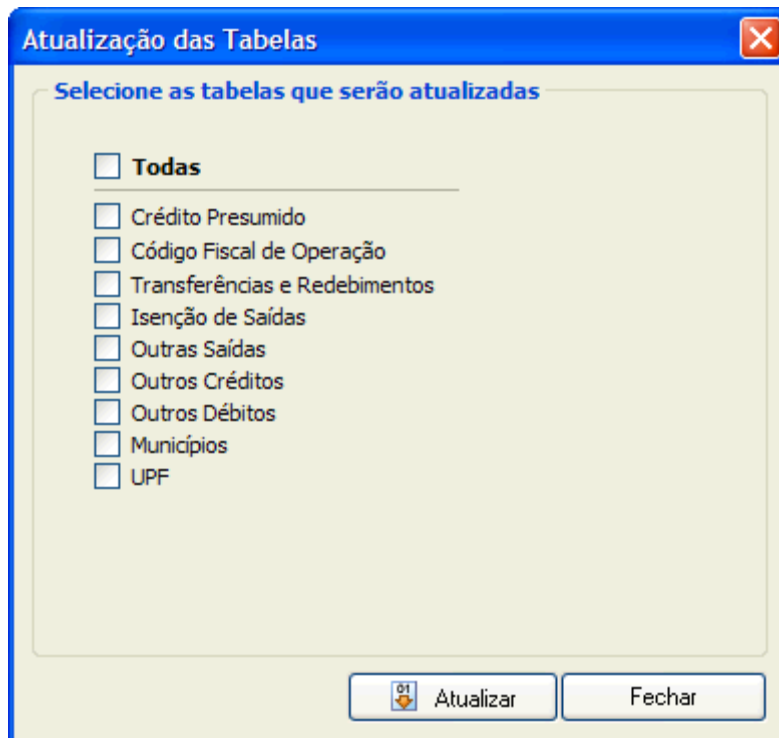 Atualização das Tabelas
Selecione as tabelas que serão atualizadas
Todas
Crédito Presumido
Código Fiscal de Operação
Transferências e Redebimentos
Isenção de Saídas
Outras Saídas
Outros Créditos
Outros Débitos
Municípios
UPF
01 Atualizar Fechar